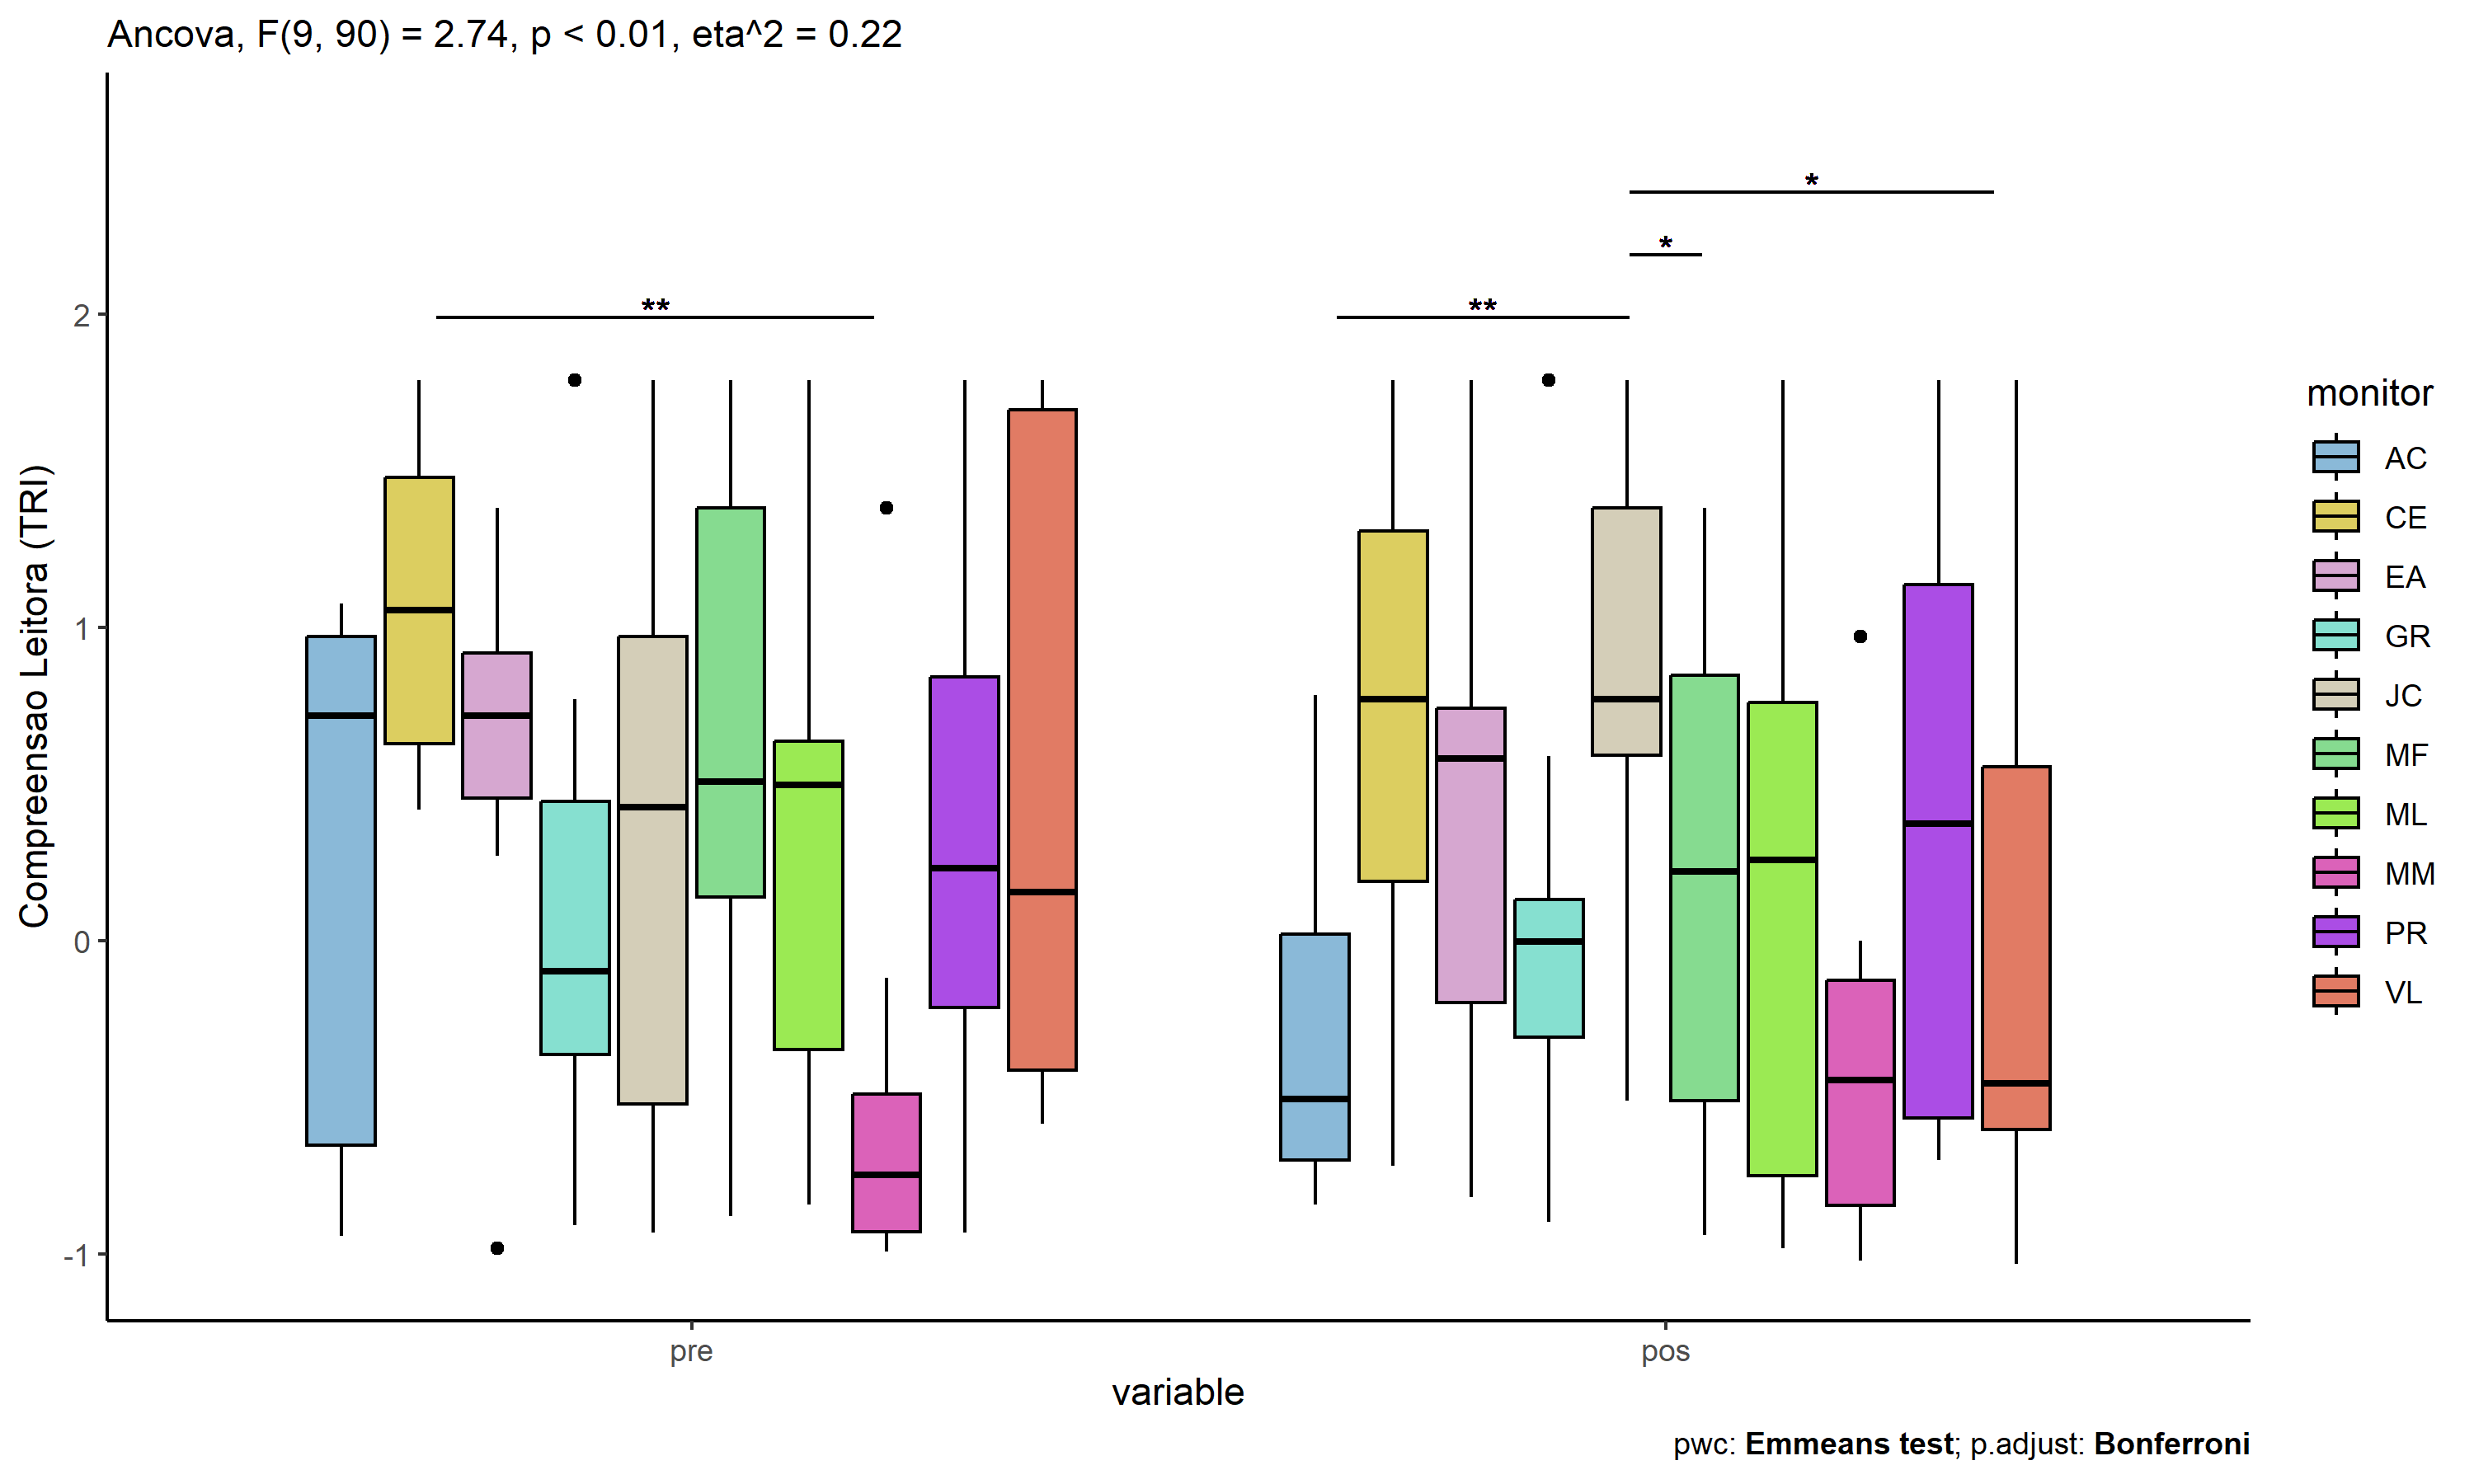 Ancova, F(9, 90) = 2.74, p < 0.01, eta^2 = 0.22
*
*
**
**
2
1
0
-1
Compreensao Leitora (TRI)
pre
pos
variable
monitor
AC
CE
EA
GR
JC
MF
ML
MM
PR
VL
pwc: Emmeans test; p.adjust: Bonferroni